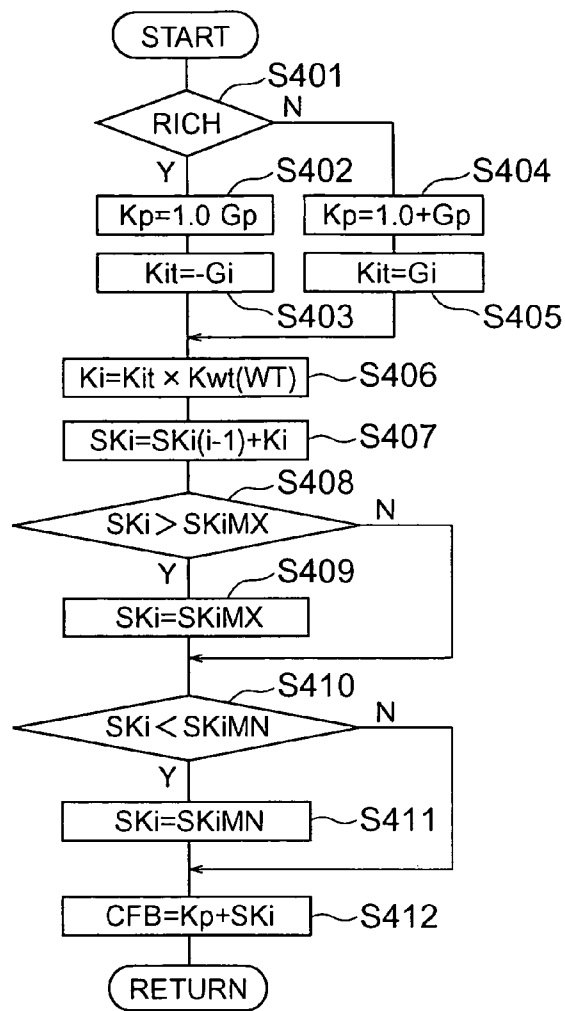 START
S401
RICH
N
Y
S402
S404
Kp=1.0 Gp
Kp=1.0+Gp
Kit=-Gi
Kit=Gi
S403
S405
Ki=Kit × Kwt(WT)
S406
SKi=SKi(i-1)+Ki
S407
S408
SKi > SKiMX
N
Y
S409
SKi=SKiMX
S410
SKi < SKiMN
N
Y
SKi=SKiMN
S411
CFB=Kp+SKi
S412
RETURN